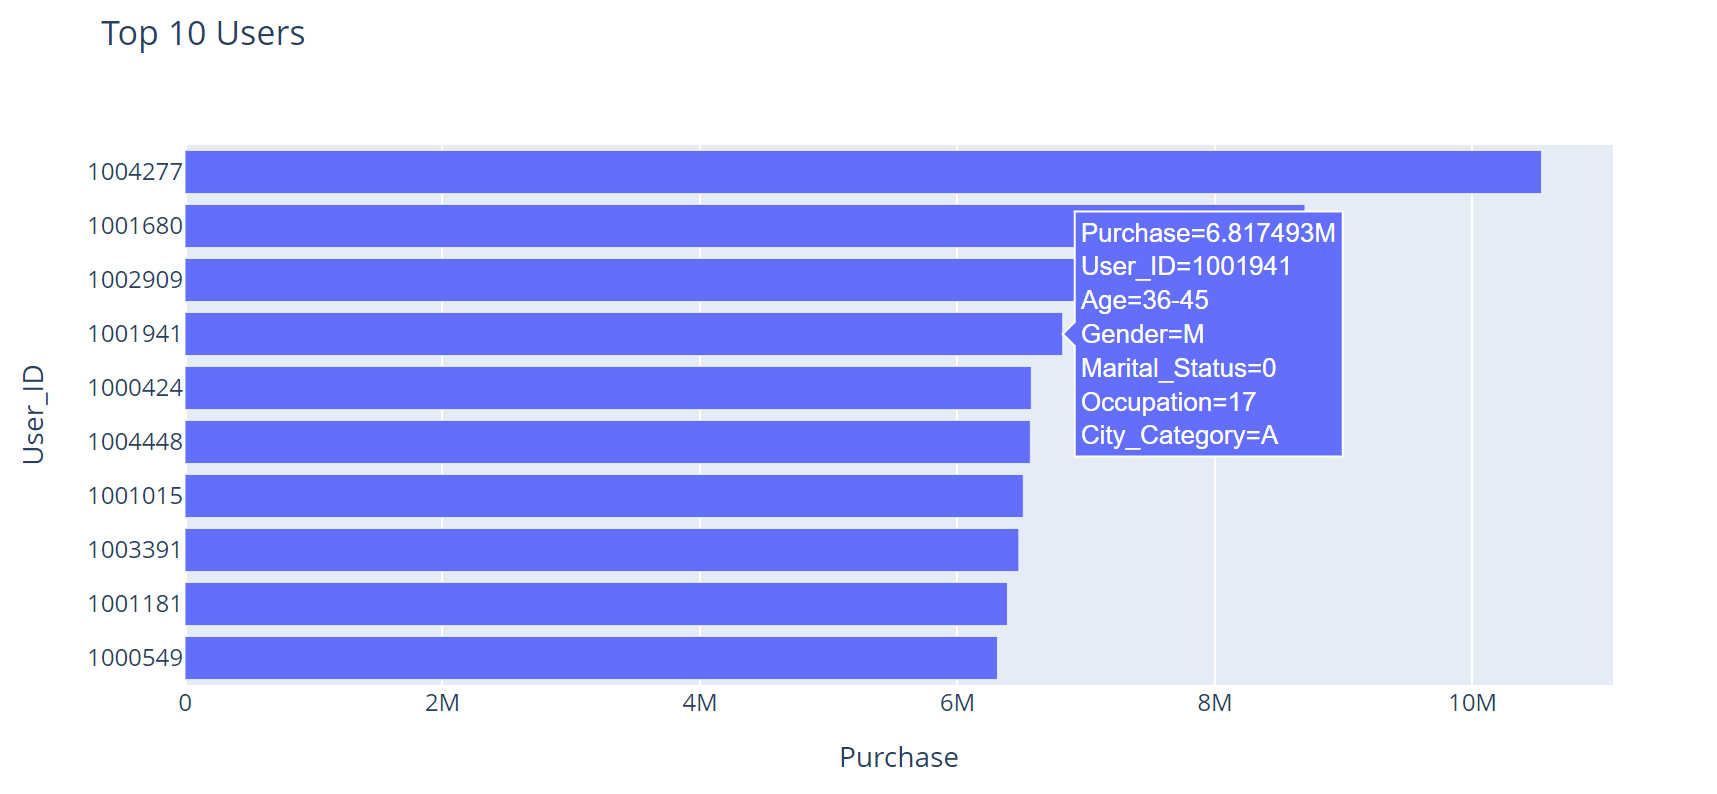 Top 10 Users
User_ID
1004277
1001680
1002909
1001941
1000424
1004448
1001015
1003391
1001181
1000549
Purchase=6.817493M
User_ID=1001941
Age=36-45
Gender=M
Marital_Status=0
Occupation=17
City_Category=A
0 2M 4M 6M 8M 10M
Purchase